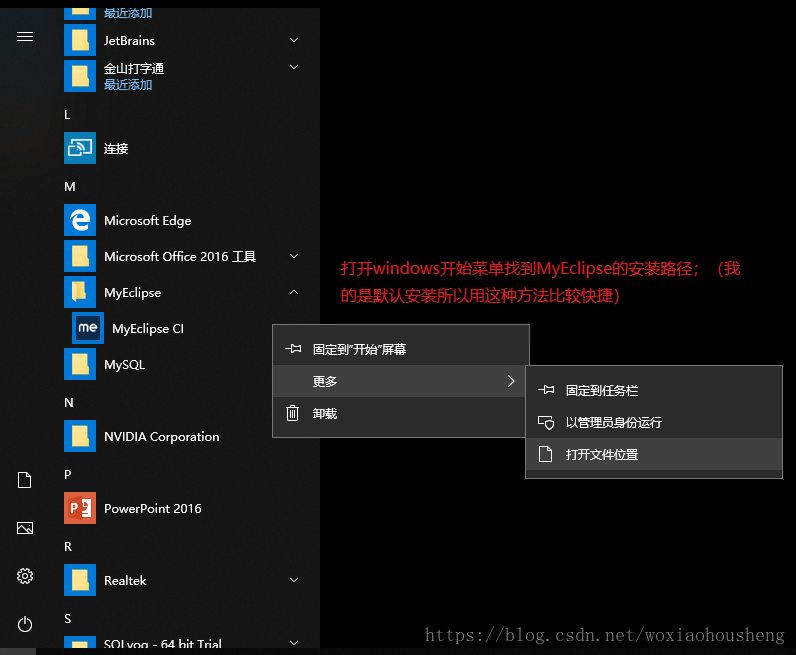 最近添加
JetBrains
金山打字通
最近添加
L
连接
M
Microsoft Edge
Microsoft Office 2016 工具
MyEclipse
me
MyEclipse CI
MySQL
N
NVIDIA Corporation
P
PowerPoint 2016
R
Realtek
S
SQLyog - 64 bit Trial
打开windows开始菜单找到MyEclipse的安装路径；（我
的是默认安装所以用这种方法比较快捷）
固定到"开始"屏幕
更多
卸载
固定到任务栏
以管理员身份运行
打开文件位置
https://blog.csdn.net/woxiaohousheng